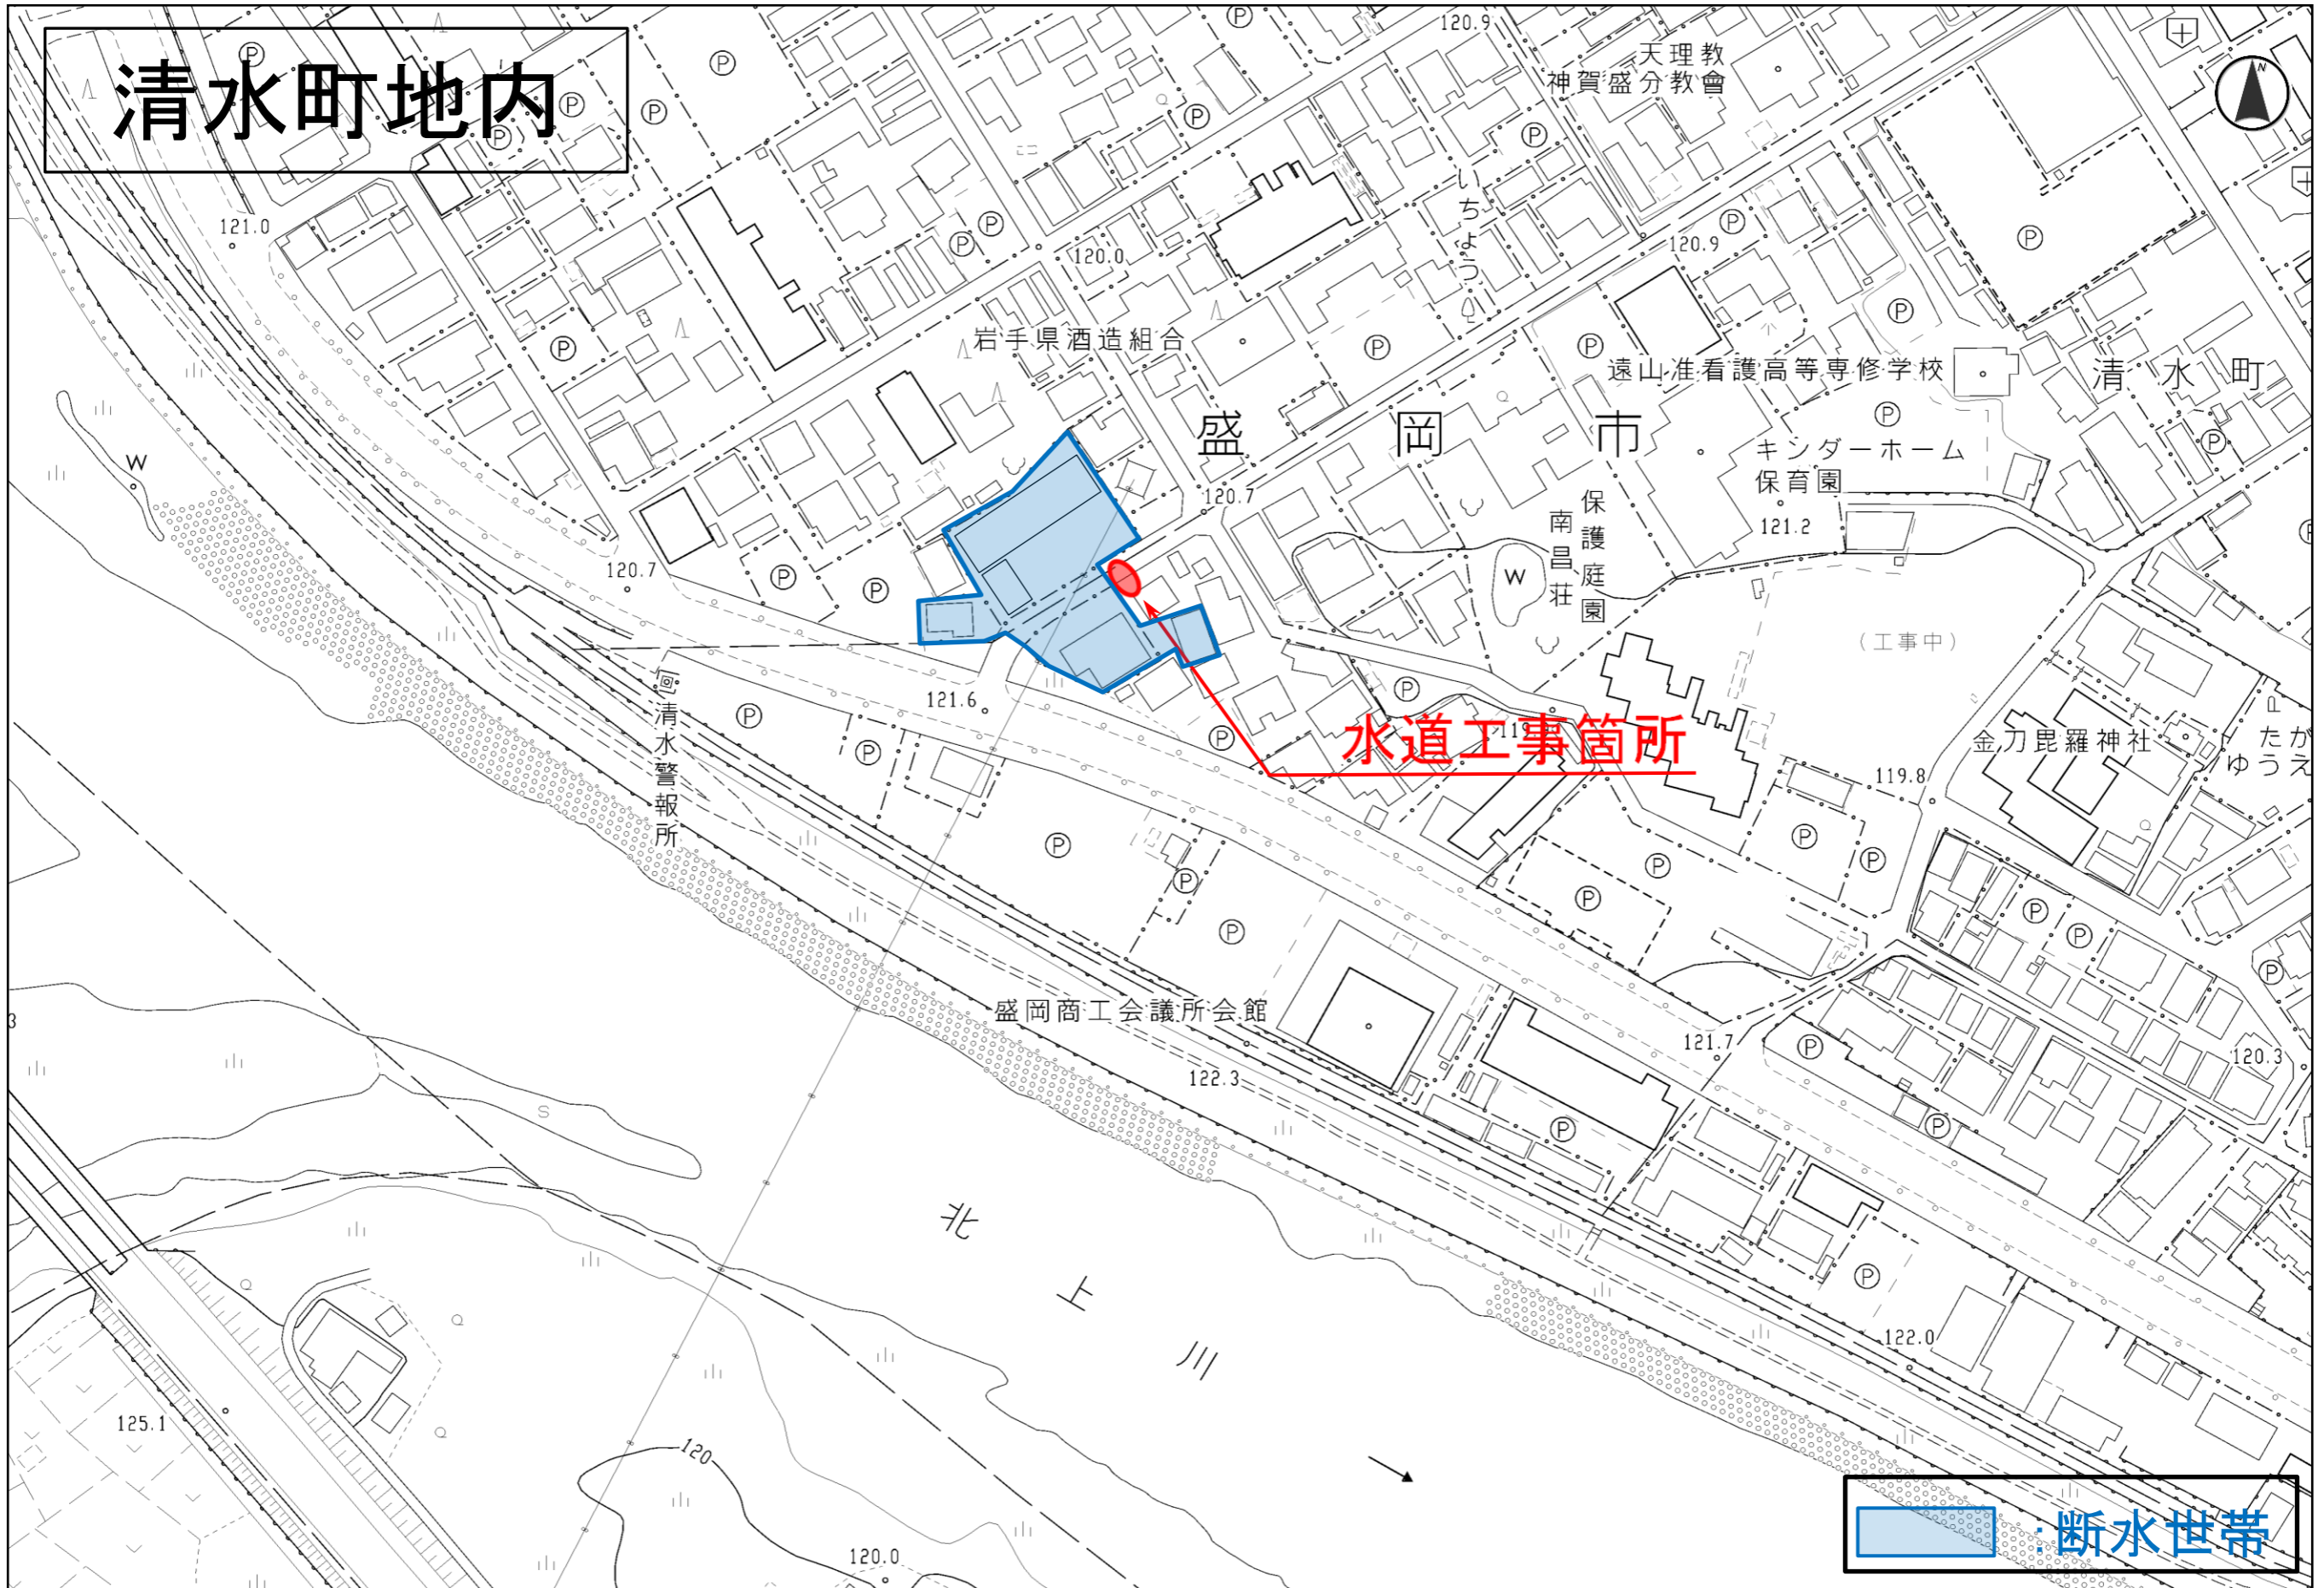 清水町地内
120.9
天理教
神賀盛分教會
N
121.0
120.0
いちょう
120.9
岩手県酒造組合
遠山准看護高等専修学校
清水町
盛岡市
キンダーホーム
保育園
W
120.7
保護庭園
南昌荘
121.2
W
120.7
(工事中)
121.6
清水警報所
水道工事箇所
金刀毘羅神社
119.8
盛岡商工会議所会館
121.7
122.3
120.3
S
北上川
122.0
125.1
120
120.0
:断水世帯